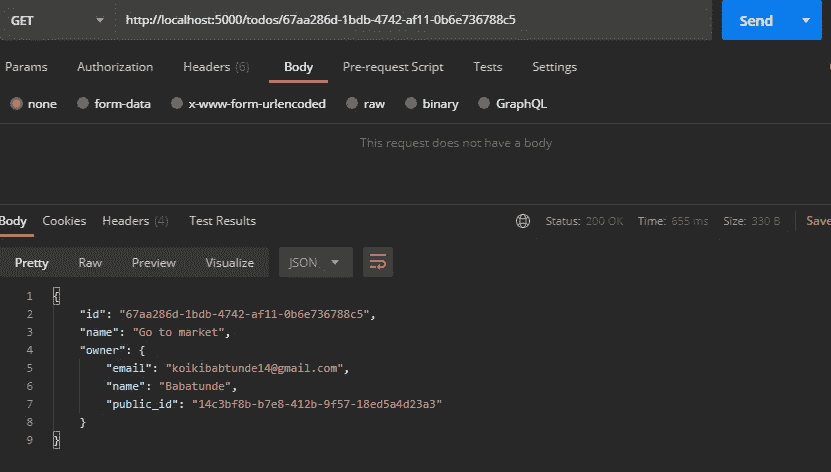 GET http://localhost:5000/todos/67aa286d-1bdb-4742-af11-0b6e736788c5 Send
Params Authorization Headers (6) Body Pre-request Script Tests Settings
none form-data x-www-form-urlencoded raw binary GraphQL
This request does not have a body
Body Cookies Headers (4) Test Results Status: 200 OK Time: 655 ms Size: 330 B Save
Pretty Raw Preview Visualize JSON
1 {
2 "id": "67aa286d-1bdb-4742-af11-0b6e736788c5",
3 "name": "Go to market",
4 "owner": {
5 "email": "koikibabtunde14@gmail.com",
6 "name": "Babatunde",
7 "public_id": "14c3bf8b-b7e8-412b-9f57-18ed5a4d23a3"
8 }
9 }